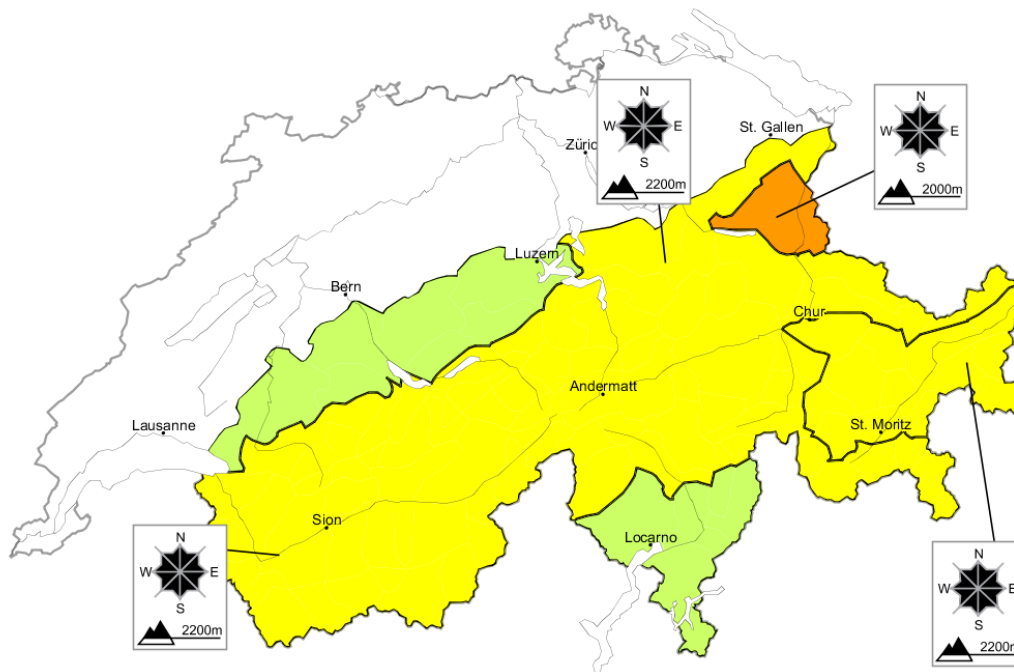 N
W E
S
2200m
N
W E
S
2000m
St. Gallen
Züric
Luzern
Bern
Chur
Andermatt
Lausanne
St. Moritz
Sion
Locarno
N
W E
S
2200m
N
W E
S
2200m